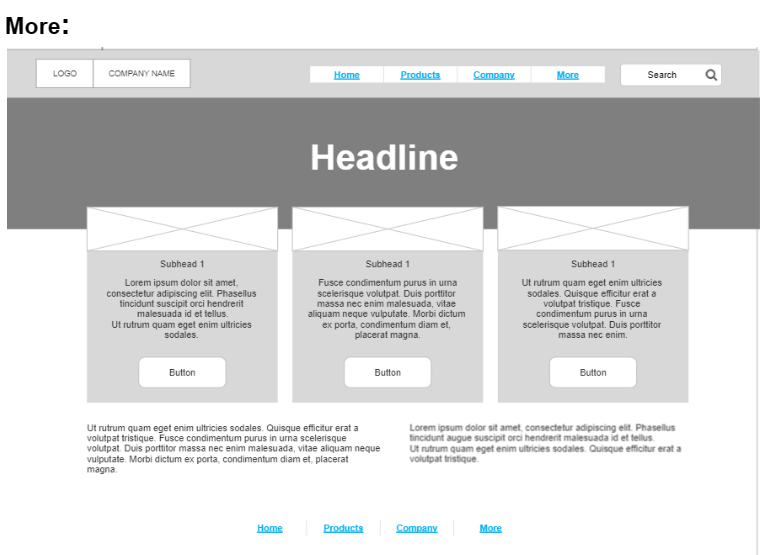 More:
LOGO COMPANY NAME Home Products Company More Search
Headline
Subhead 1
Lorem ipsum dolor sit amet,
consectetur adipiscing elit. Phasellus
tincidunt suscipit orci hendrerit
malesuada id et tellus.
Ut rutrum quam eget enim ultricies
sodales.
Button
Subhead 1
Fusce condimentum purus in urna
scelerisque volutpat. Duis porttitor
massa nec enim malesuada, vitae
aliquam neque vulputate. Morbi dictum
ex porta, condimentum diam et,
placerat magna.
Button
Subhead 1
Ut rutrum quam eget enim ultricies
sodales. Quisque efficitur erat a
volutpat tristique. Fusce
condimentum purus in urna
scelerisque volutpat. Duis porttitor
massa nec enim.
Button
Ut rutrum quam eget enim ultricies sodales. Quisque efficitur erat a
volutpat tristique. Fusce condimentum purus in urna scelerisque
volutpat. Duis porttitor massa nec enim malesuada, vitae aliquam neque
vulputate. Morbi dictum ex porta, condimentum diam et, placerat
magna.
Lorem ipsum dolor sit amet, consectetur adipiscing elit. Phasellus
tincidunt augue suscipit orci hendrerit malesuada id et tellus.
Ut rutrum quam eget enim ultricies sodales. Quisque efficitur erat a
volutpat tristique.
Home Products Company More